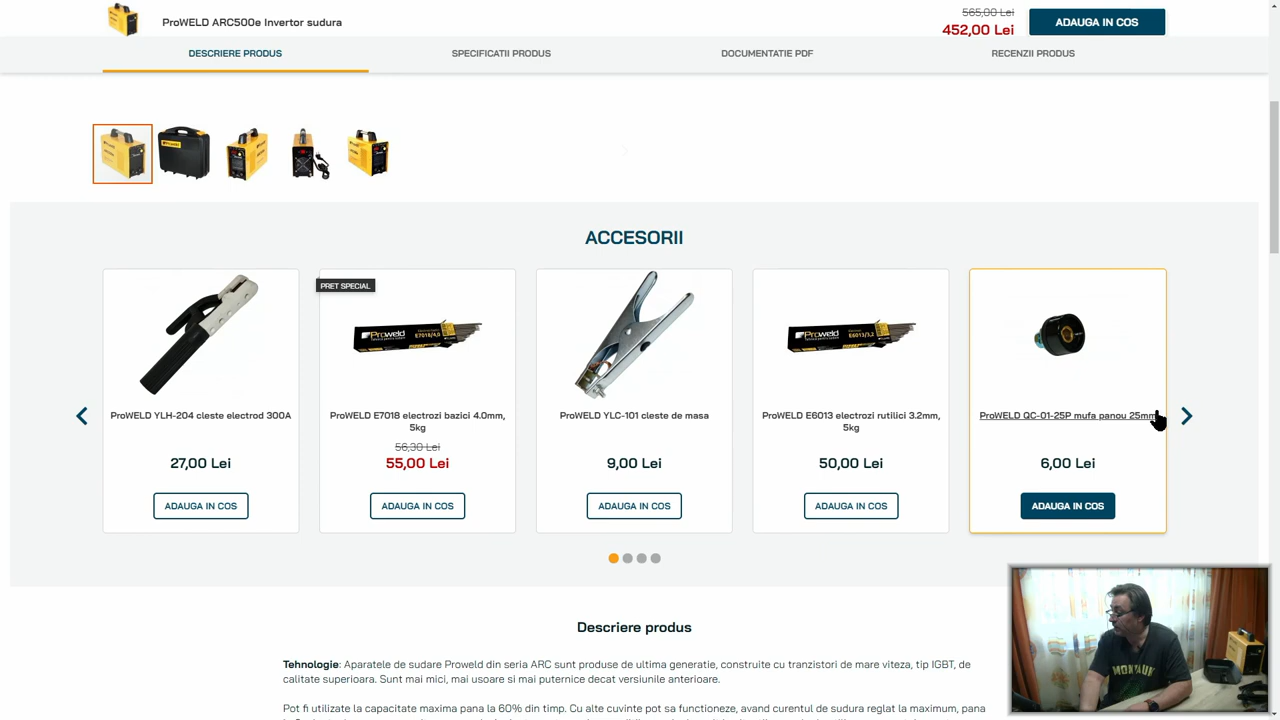 ProWELD ARC500e Invertor sudura
565,00 Lei
452,00 Lei
ADAUGA IN COS
DESCRIERE PRODUS
SPECIFICATII PRODUS
DOCUMENTATIE PDF
RECENZII PRODUS
ACCESORII
PRET SPECIAL
Proweld
E7018/4,0
Proweld
E6013/3,2
ProWELD YLH-204 cleste electrod 300A
27,00 Lei
ADAUGA IN COS
ProWELD E7018 electrozi bazici 4.0mm,
5kg
56,30 Lei
55,00 Lei
ADAUGA IN COS
ProWELD YLC-101 cleste de masa
9,00 Lei
ADAUGA IN COS
ProWELD E6013 electrozi rutilici 3.2mm,
5kg
50,00 Lei
ADAUGA IN COS
ProWELD QC-01-25P mufa panou 25mm
6,00 Lei
ADAUGA IN COS
Descriere produs
Tehnologie: Aparatele de sudare Proweld din seria ARC sunt produse de ultima generatie, construite cu tranzistori de mare viteza, tip IGBT, de
calitate superioara. Sunt mai mici, mai usoare si mai puternice decat versiunile anterioare.
Pot fi utilizate la capacitate maxima pana la 60% din timp. Cu alte cuvinte pot sa functioneze, avand curentul de sudura reglat la maximum, pana